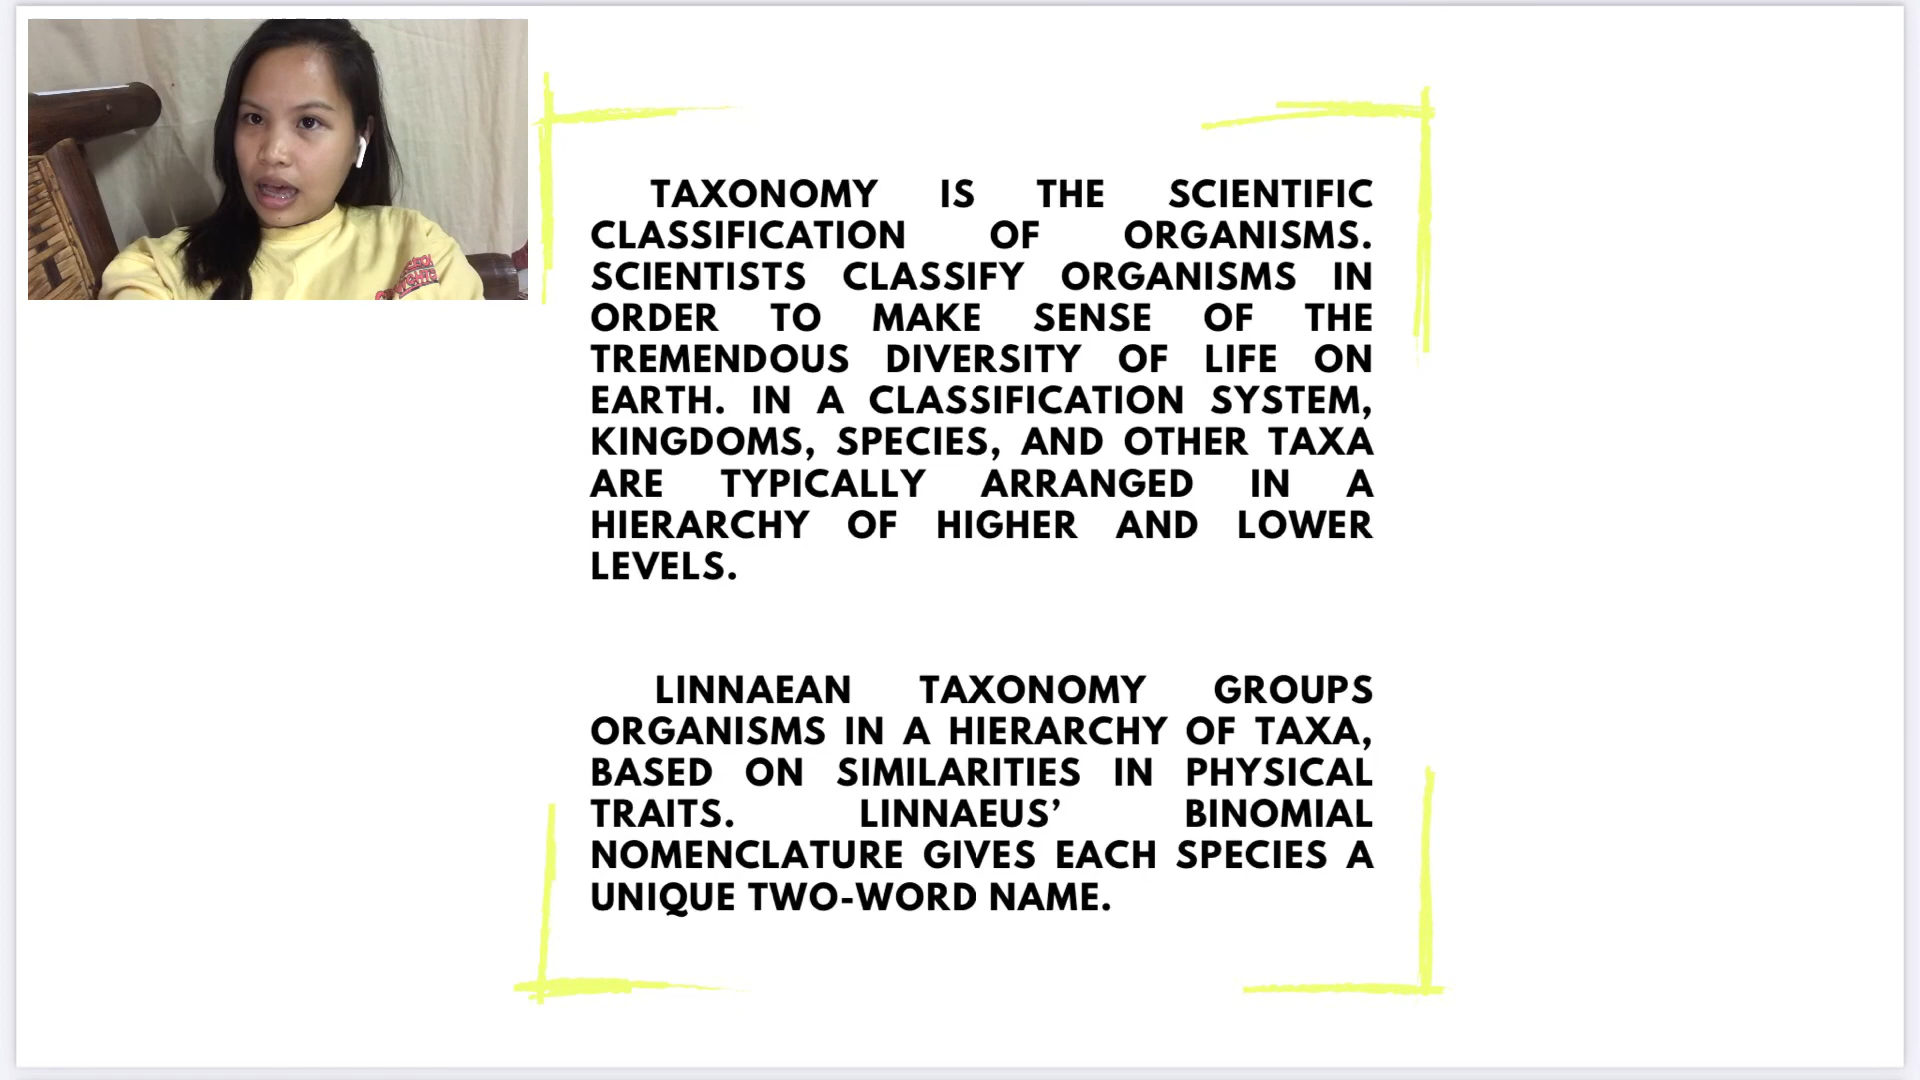 TAXONOMY IS THE SCIENTIFIC
CLASSIFICATION OF ORGANISMS.
SCIENTISTS CLASSIFY ORGANISMS IN
ORDER TO MAKE SENSE OF THE
TREMENDOUS DIVERSITY OF LIFE ON
EARTH. IN A CLASSIFICATION SYSTEM,
KINGDOMS, SPECIES, AND OTHER TAXA
ARE TYPICALLY ARRANGED IN A
HIERARCHY OF HIGHER AND LOWER
LEVELS.
LINNAEAN TAXONOMY GROUPS
ORGANISMS IN A HIERARCHY OF TAXA,
BASED ON SIMILARITIES IN PHYSICAL
TRAITS. LINNAEUS’ BINOMIAL
NOMENCLATURE GIVES EACH SPECIES A
UNIQUE TWO-WORD NAME.